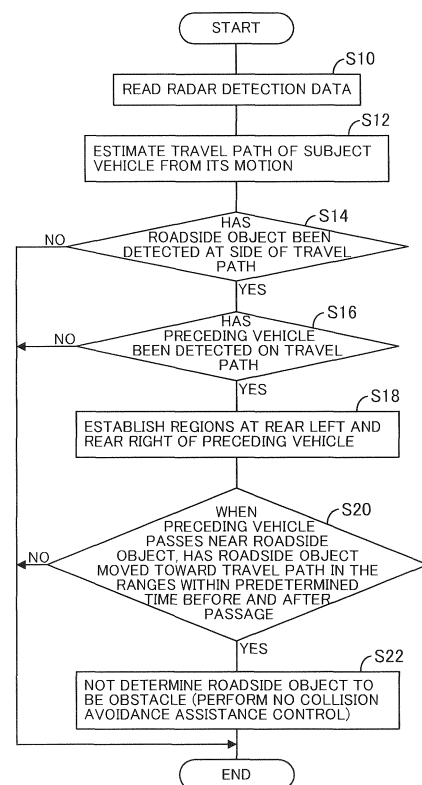 START
S10
READ RADAR DETECTION DATA
S12
ESTIMATE TRAVEL PATH OF SUBJECT
VEHICLE FROM ITS MOTION
S14
HAS
ROADSIDE OBJECT BEEN
DETECTED AT SIDE OF TRAVEL
PATH
NO
YES
S16
HAS
PRECEDING VEHICLE
BEEN DETECTED ON TRAVEL
PATH
NO
YES
S18
ESTABLISH REGIONS AT REAR LEFT AND
REAR RIGHT OF PRECEDING VEHICLE
S20
WHEN
PRECEDING VEHICLE
PASSES NEAR ROADSIDE
OBJECT, HAS ROADSIDE OBJECT
MOVED TOWARD TRAVEL PATH IN THE
RANGES WITHIN PREDETERMINED
TIME BEFORE AND AFTER
PASSAGE
NO
YES
S22
NOT DETERMINE ROADSIDE OBJECT TO
BE OBSTACLE (PERFORM NO COLLISION
AVOIDANCE ASSISTANCE CONTROL)
END